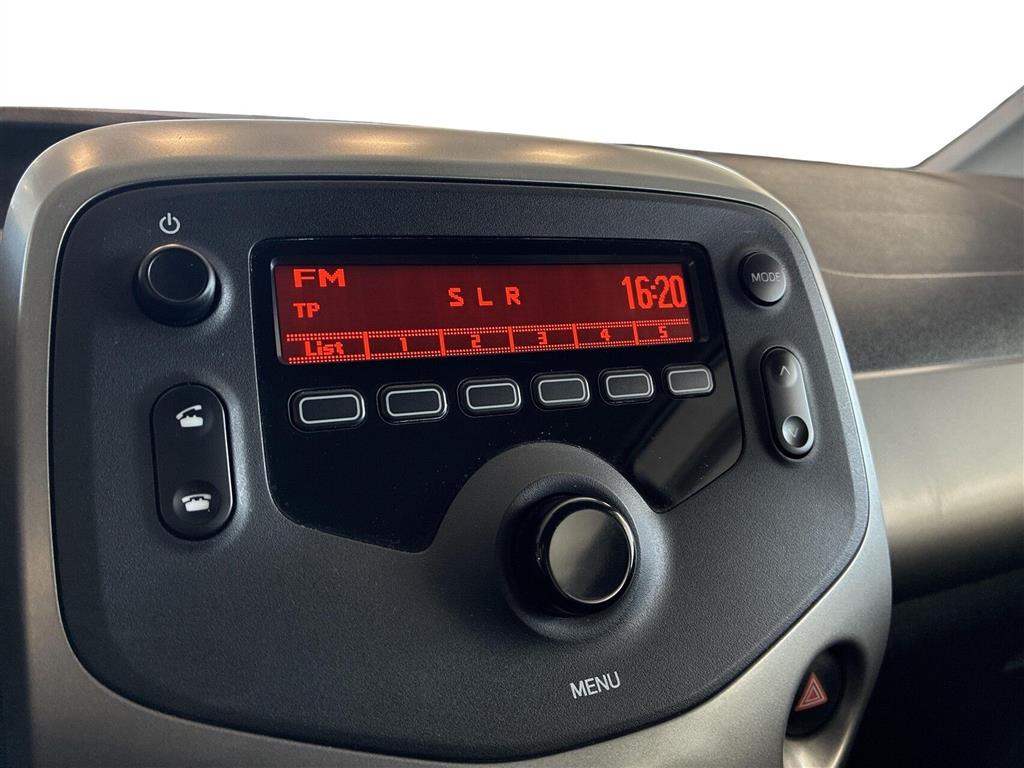 FM
TP
SLR
16:20
List 1 2 3 4 5
MODE
MENU